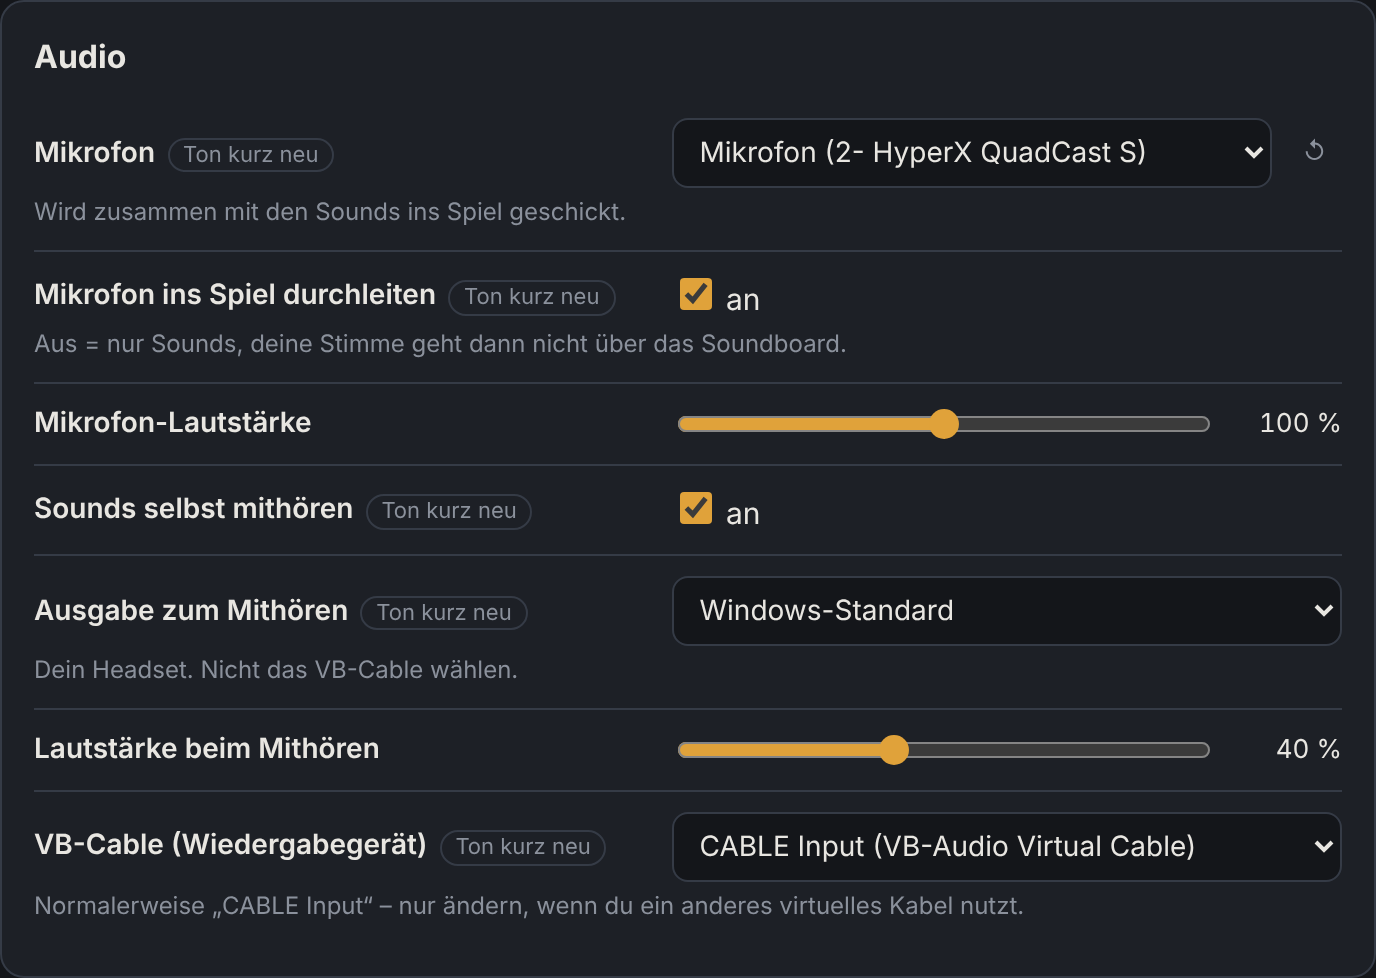 Audio
Mikrofon Ton kurz neu Mikrofon (2- HyperX QuadCast S)
Wird zusammen mit den Sounds ins Spiel geschickt.
Mikrofon ins Spiel durchleiten Ton kurz neu an
Aus = nur Sounds, deine Stimme geht dann nicht über das Soundboard.
Mikrofon-Lautstärke 100 %
Sounds selbst mithören Ton kurz neu an
Ausgabe zum Mithören Ton kurz neu Windows-Standard
Dein Headset. Nicht das VB-Cable wählen.
Lautstärke beim Mithören 40 %
VB-Cable (Wiedergabegerät) Ton kurz neu CABLE Input (VB-Audio Virtual Cable)
Normalerweise „CABLE Input“ – nur ändern, wenn du ein anderes virtuelles Kabel nutzt.